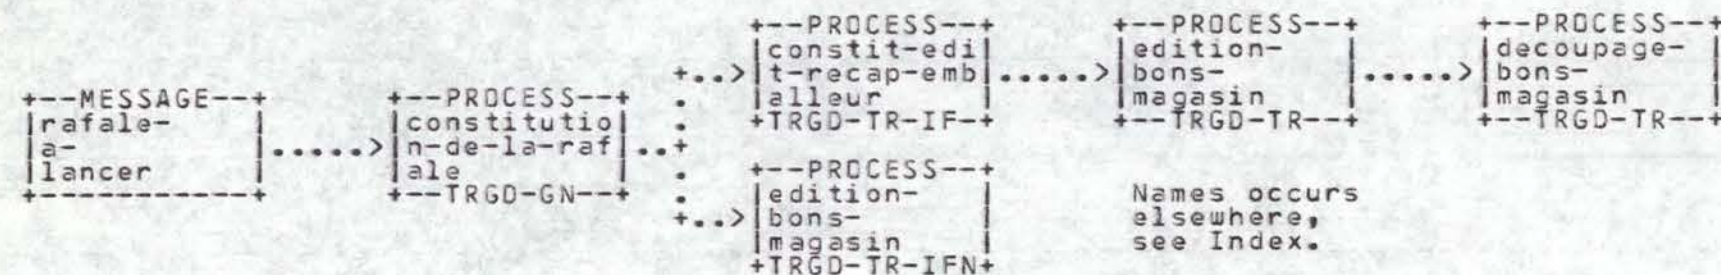 +--PROCESS--+ +--PROCESS--+ +--PROCESS--+
|constit-edi| |edition-   | |decoupage- |
+..>|t-recap-emb|.....>|bons-      |.....>|bons-      |
+--MESSAGE--+ +--PROCESS--+ . |alleur     | |magasin    | |magasin    |
|rafale-    | |constitutio| . +TRGD-TR-IF-+ +--TRGD-TR--+ +--TRGD-TR--+
|a-         |.....>|n-de-la-raf|..+
|lancer     | |ale        | . +--PROCESS--+
+-----------+ +--TRGD-GN--+ . |edition-   | Names occurs
+..>|bons-      | elsewhere,
|magasin    | see Index.
+TRGD-TR-IFN+